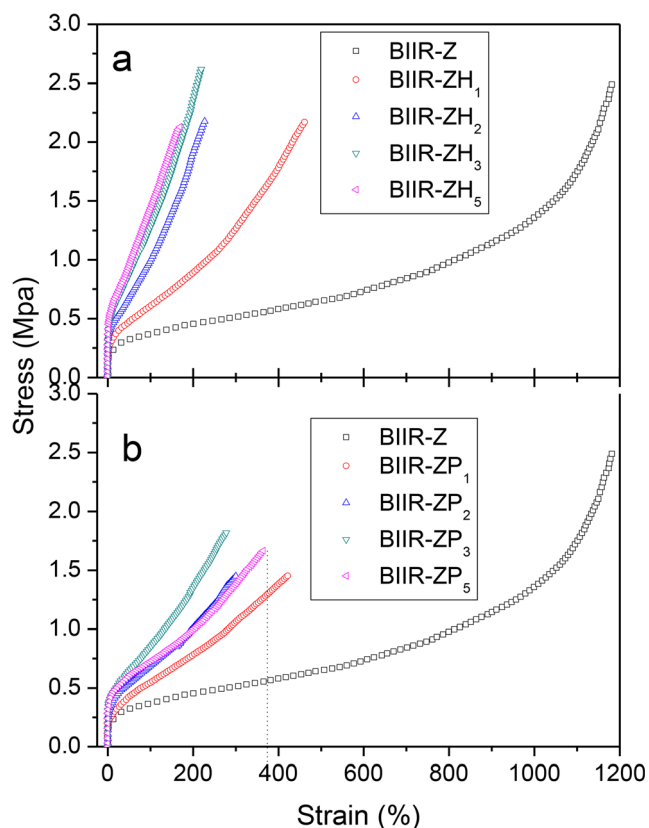 3.0
2.5
2.0
1.5
1.0
0.5
0.0
a
BIIR-Z
BIIR-ZH1
BIIR-ZH2
BIIR-ZH3
BIIR-ZH5
Stress (Mpa)
2.5
2.0
1.5
1.0
0.5
0.0
b
BIIR-Z
BIIR-ZP1
BIIR-ZP2
BIIR-ZP3
BIIR-ZP5
0 200 400 600 800 1000 1200
Strain (%)